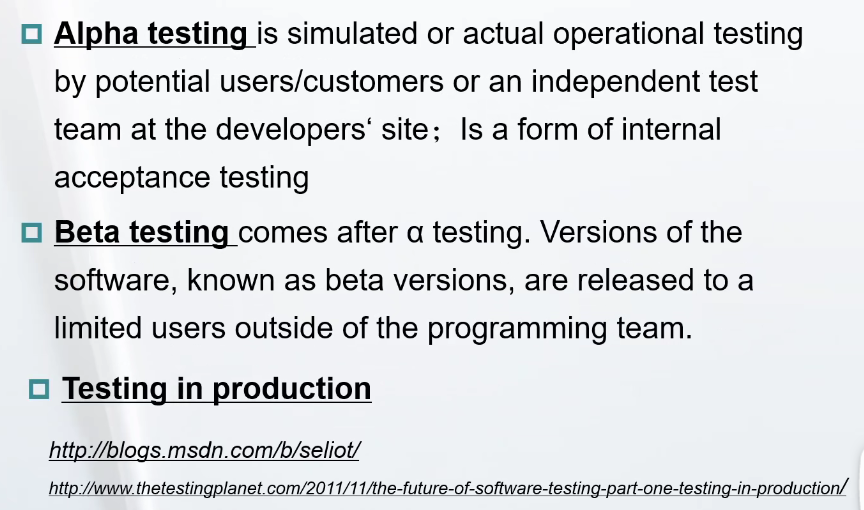 Alpha testing is simulated or actual operational testing
by potential users/customers or an independent test
team at the developers‘ site；Is a form of internal
acceptance testing
Beta testing comes after α testing. Versions of the
software, known as beta versions, are released to a
limited users outside of the programming team.
Testing in production
http://blogs.msdn.com/b/seliot/
http://www.thetestingplanet.com/2011/11/the-future-of-software-testing-part-one-testing-in-production/